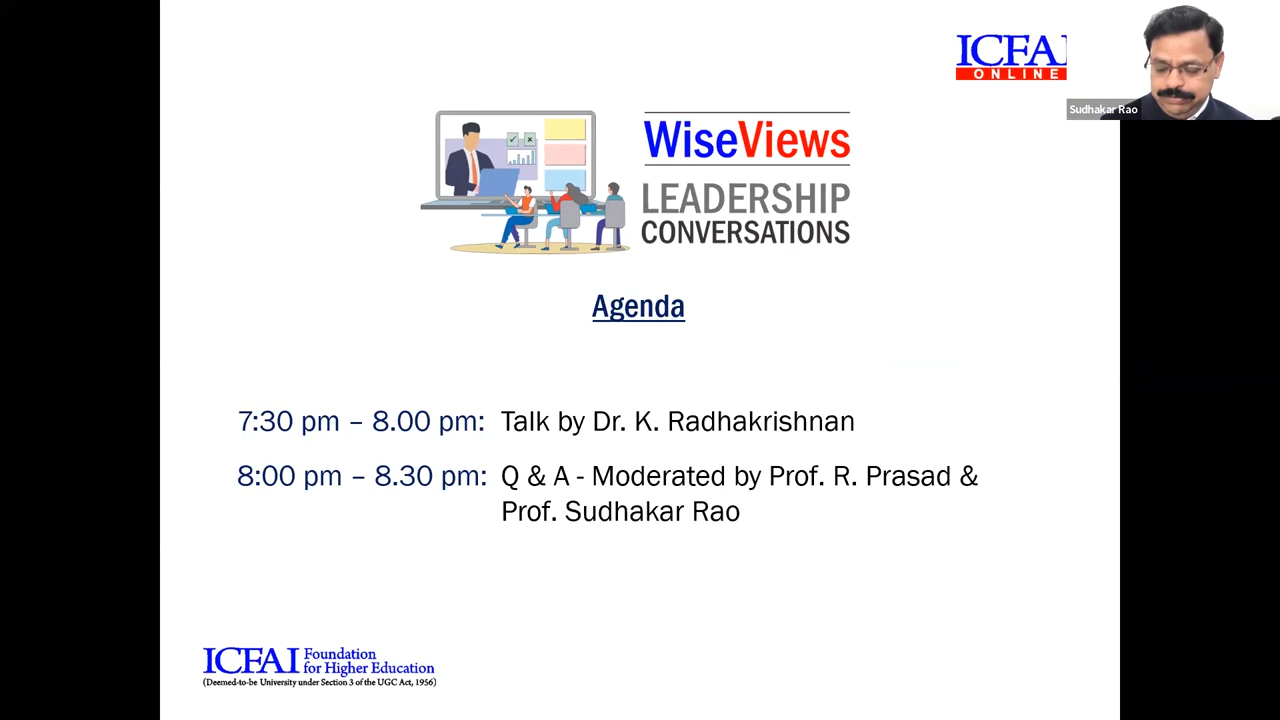 ICFAI
ONLINE
Sudhakar Rao
WiseViews
LEADERSHIP
CONVERSATIONS
Agenda
7:30 pm – 8.00 pm: Talk by Dr. K. Radhakrishnan
8:00 pm – 8.30 pm: Q & A - Moderated by Prof. R. Prasad &
Prof. Sudhakar Rao
ICFAI Foundation
for Higher Education
(Deemed-to-be University under Section 3 of the UGC Act, 1956)